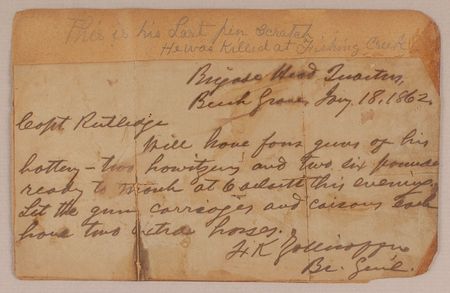 This is his Last pen Scratch
He was Killed at Fishing Creek
Brigade Head Quarters,
Beech Grove, Jany. 18, 1862.
Capt Rutledge
Will have four guns of his
battery - two howitzers and two six pounders
ready to march at 6 o'clock this evening.
Let the gun carriages and caisons each
have two extra horses.
F K Zollicoffer
Br. Genl.